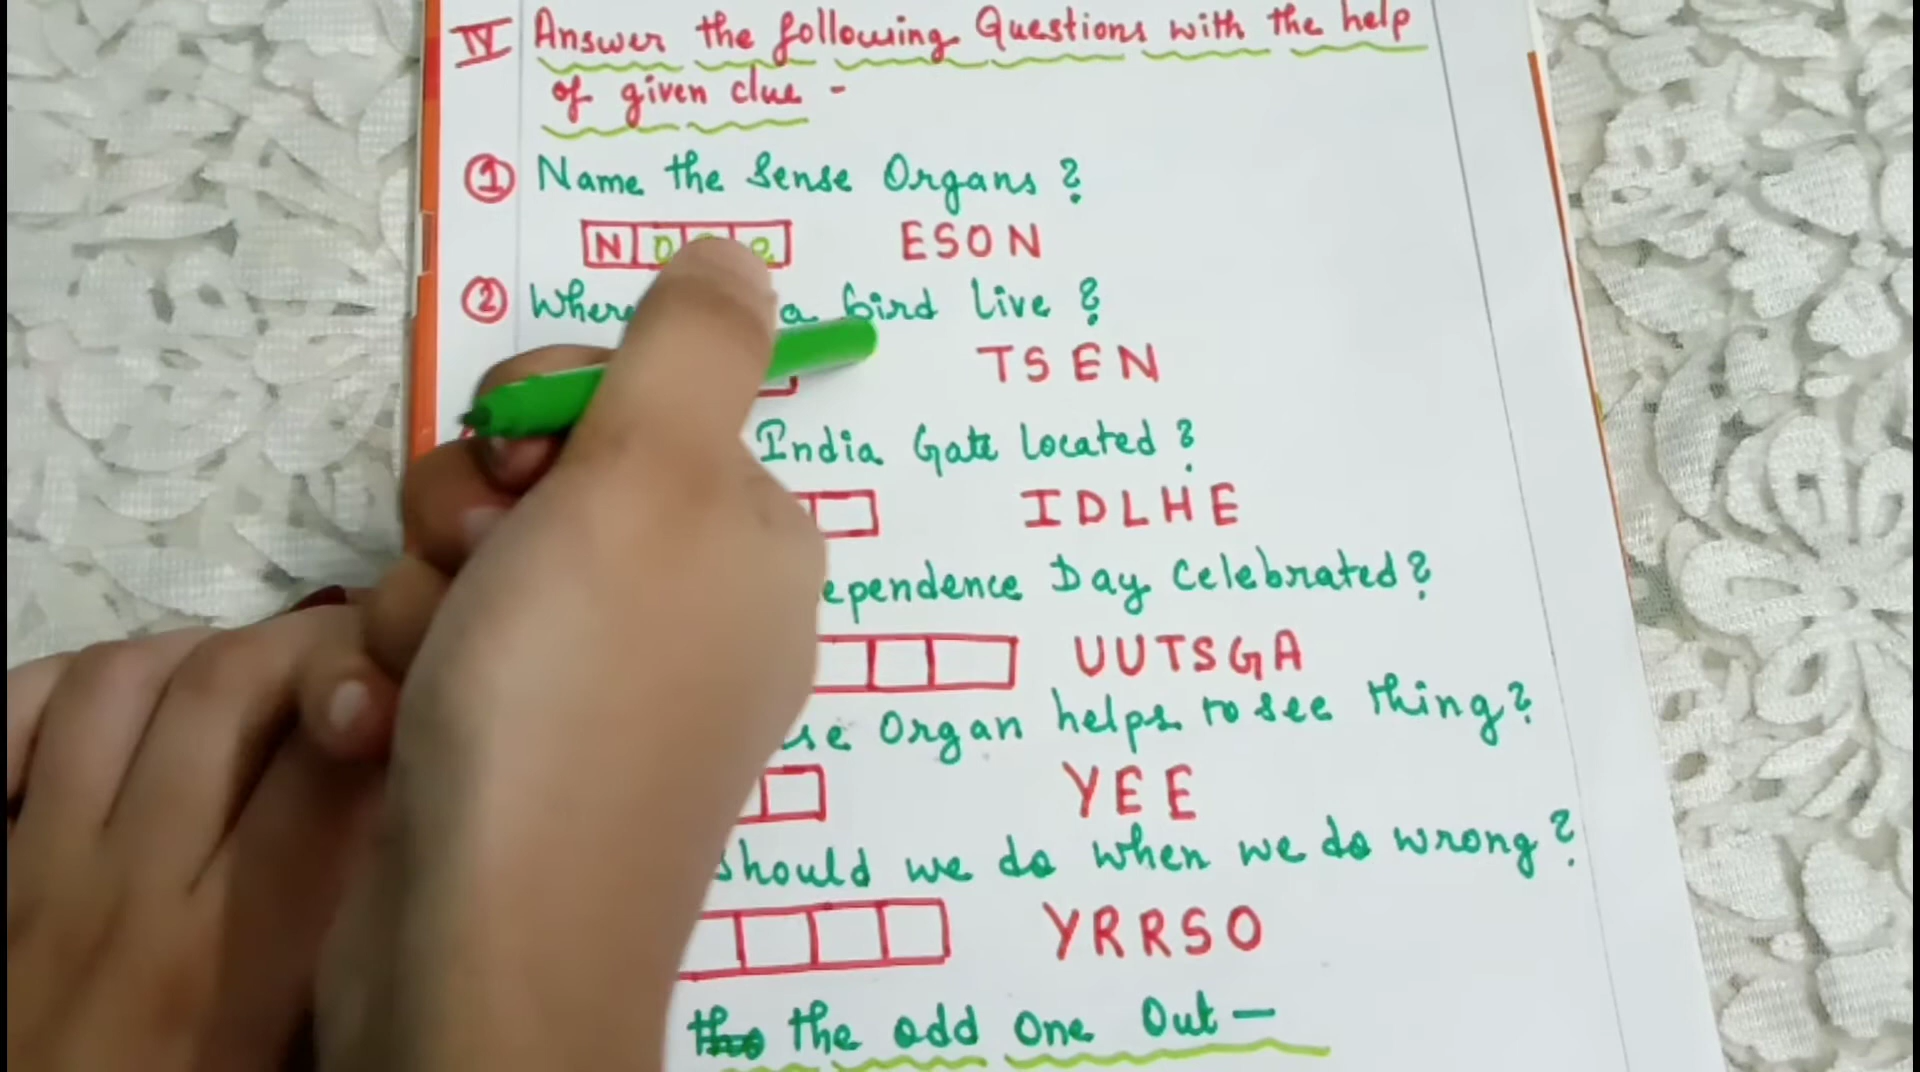 IV Answer the following Questions with the help
of given clue -
① Name the Sense Organs ?
N o e ESON
② Where a bird live ?
TSEN
India Gate located ?
IDLHE
ependence Day celebrated ?
UUTSGA
Organ helps to see thing ?
YEE
should we do when we do wrong ?
YRRSO
the odd one out -